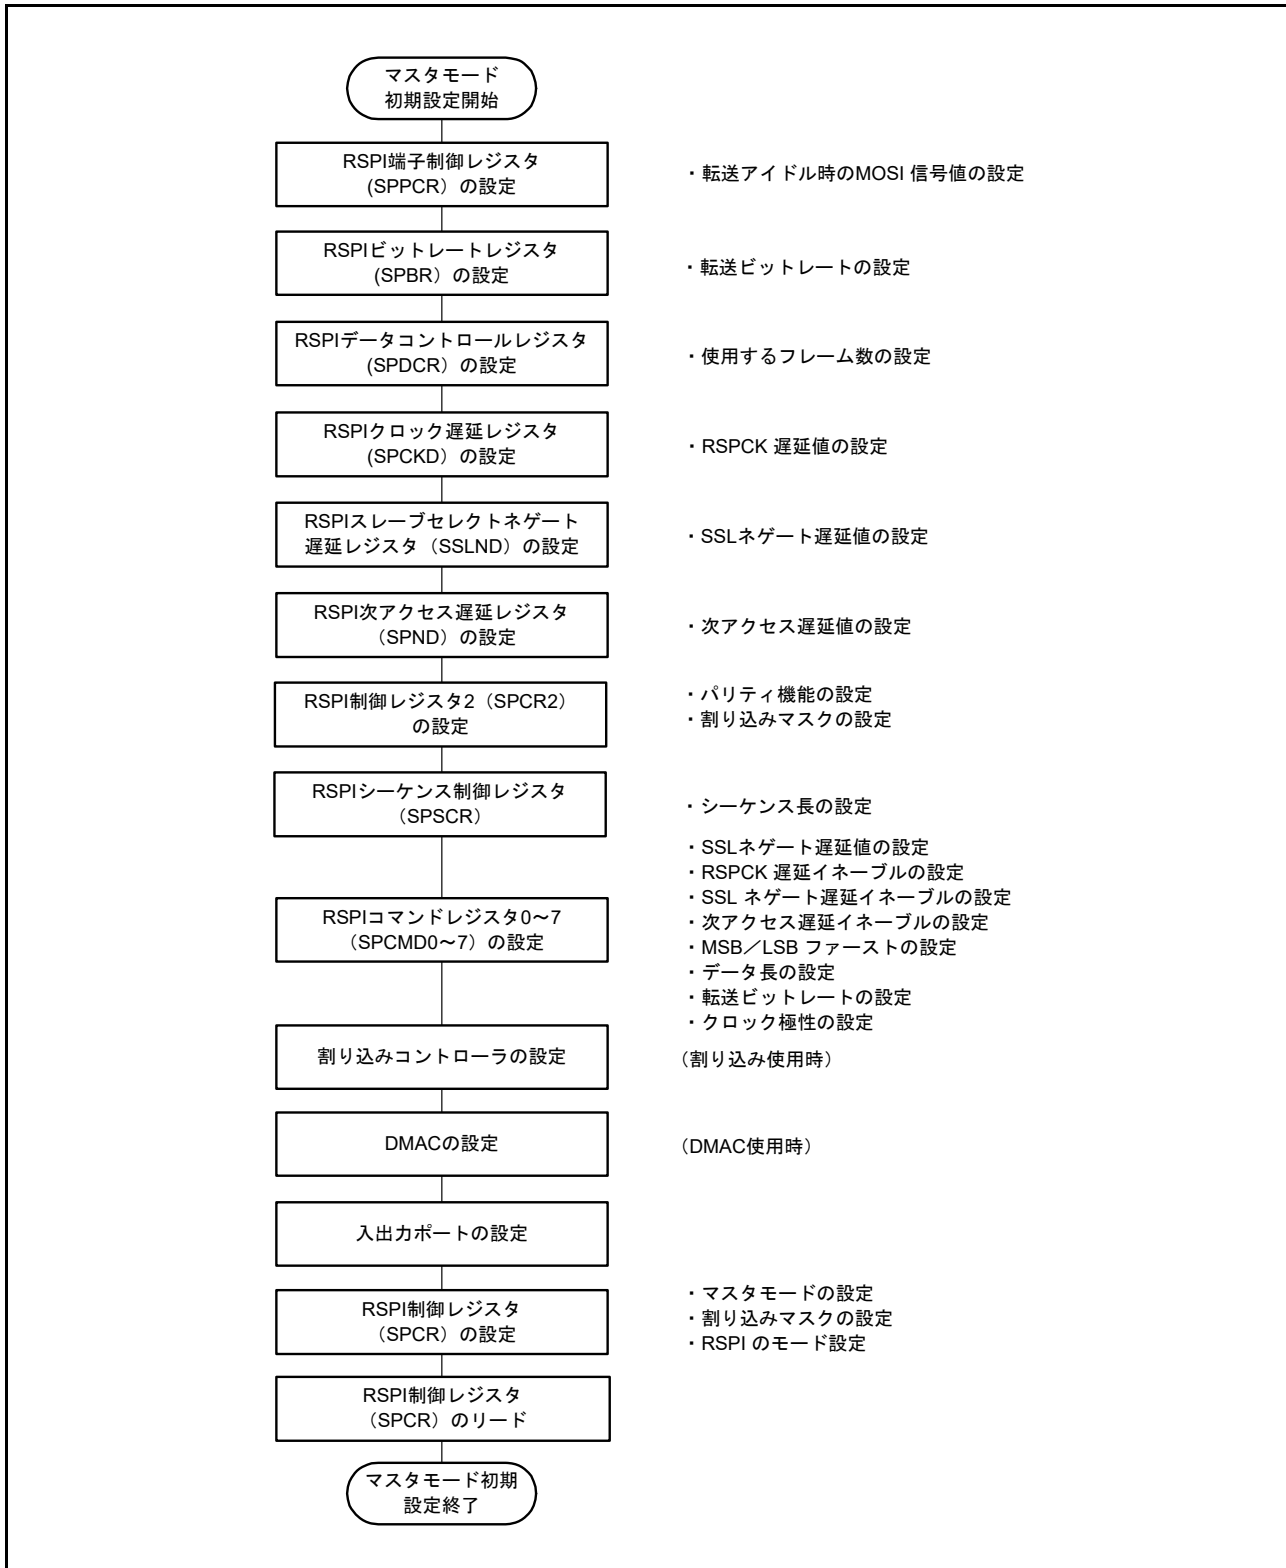 マスタモード
初期設定開始
RSPI端子制御レジスタ
(SPPCR）の設定
・転送アイドル時のMOSI 信号値の設定
RSPIビットレートレジスタ
(SPBR）の設定
・転送ビットレートの設定
RSPIデータコントロールレジスタ
(SPDCR）の設定
・使用するフレーム数の設定
RSPIクロック遅延レジスタ
(SPCKD）の設定
・RSPCK 遅延値の設定
RSPIスレーブセレクトネゲート
遅延レジスタ（SSLND）の設定
・SSLネゲート遅延値の設定
RSPI次アクセス遅延レジスタ
（SPND）の設定
・次アクセス遅延値の設定
RSPI制御レジスタ2（SPCR2）
の設定
・パリティ機能の設定
・割り込みマスクの設定
RSPIシーケンス制御レジスタ
（SPSCR）
・シーケンス長の設定
RSPIコマンドレジスタ0～7
（SPCMD0～7）の設定
・SSLネゲート遅延値の設定
・RSPCK 遅延イネーブルの設定
・SSL ネゲート遅延イネーブルの設定
・次アクセス遅延イネーブルの設定
・MSB／LSB ファーストの設定
・データ長の設定
・転送ビットレートの設定
・クロック極性の設定
割り込みコントローラの設定
（割り込み使用時）
DMACの設定
（DMAC使用時）
入出力ポートの設定
RSPI制御レジスタ
（SPCR）の設定
・マスタモードの設定
・割り込みマスクの設定
・RSPI のモード設定
RSPI制御レジスタ
（SPCR）のリード
マスタモード初期
設定終了